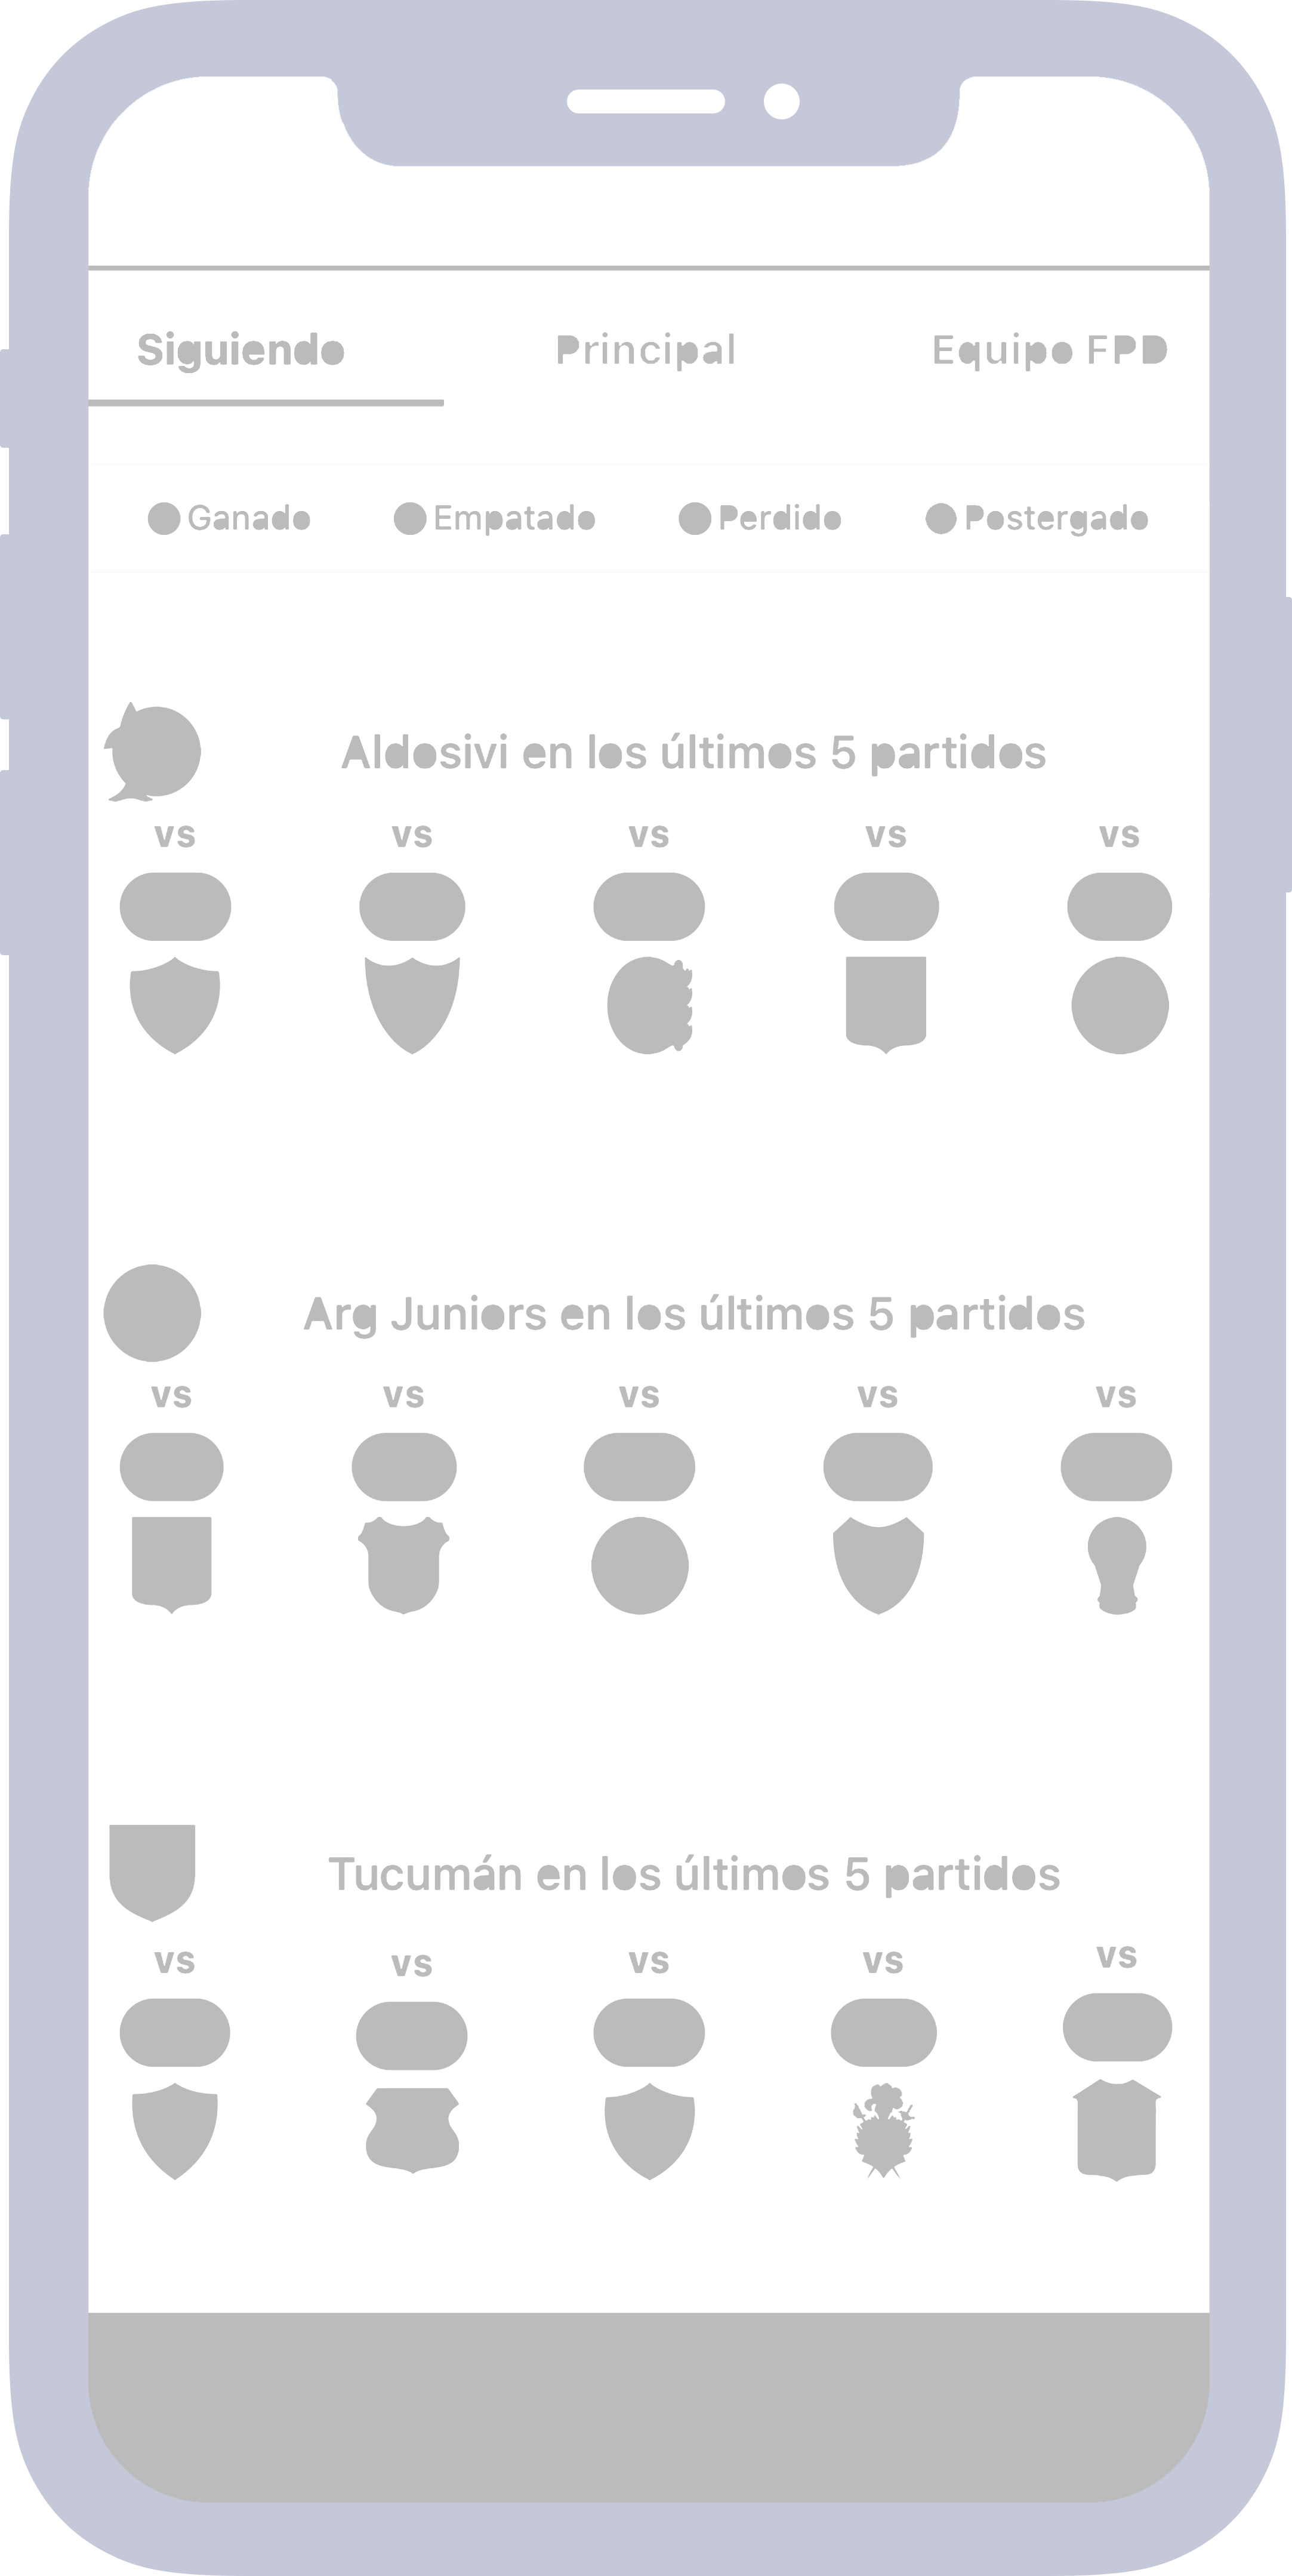 Siguiendo Principal Equipo FPD
Ganado Empatado Perdido Postergado
Aldosivi en los últimos 5 partidos
vs vs vs vs vs
Arg Juniors en los últimos 5 partidos
vs vs vs vs vs
Tucumán en los últimos 5 partidos
vs vs vs vs vs